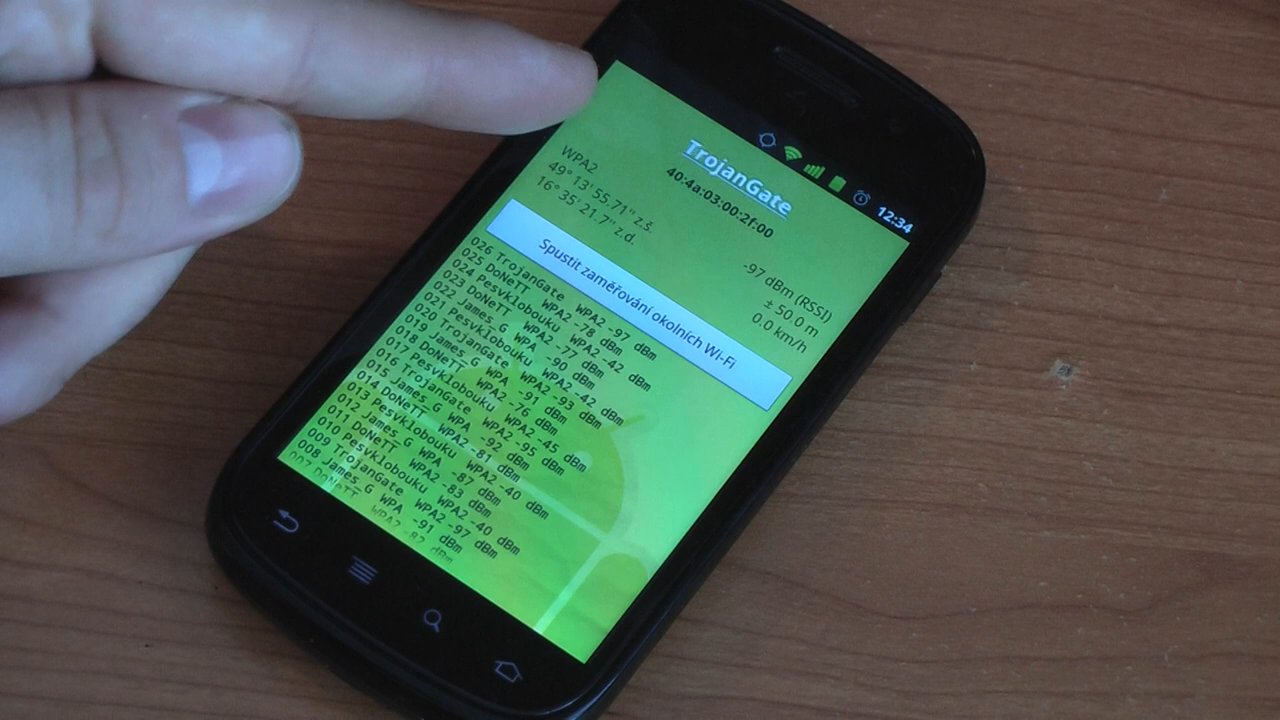 12:34
TrojanGate
40:4a:03:00:2f:00
WPA2
-97 dBm (RSSI)
49°13'55.71'' z.š.
± 50.0 m
16°35'21.7'' z.d.
0.0 km/h
Spustit zaměřování okolních Wi-Fi
026 TrojanGate WPA2 -97 dBm
025 DoNeTT WPA2 -78 dBm
024 Pesvklobouku WPA2 -42 dBm
023 DoNeTT WPA2 -77 dBm
022 James_G WPA -90 dBm
021 Pesvklobouku WPA2 -42 dBm
020 TrojanGate WPA2 -93 dBm
019 James_G WPA -91 dBm
018 DoNeTT WPA2 -76 dBm
017 Pesvklobouku WPA2 -45 dBm
016 TrojanGate WPA2 -95 dBm
015 James_G WPA -92 dBm
014 DoNeTT WPA2 -81 dBm
013 Pesvklobouku WPA2 -40 dBm
012 James_G WPA -87 dBm
011 DoNeTT WPA2 -83 dBm
010 Pesvklobouku WPA2 -40 dBm
009 TrojanGate WPA2 -97 dBm
008 James_G WPA -91 dBm
007 DoNeTT WPA2 -82 dBm